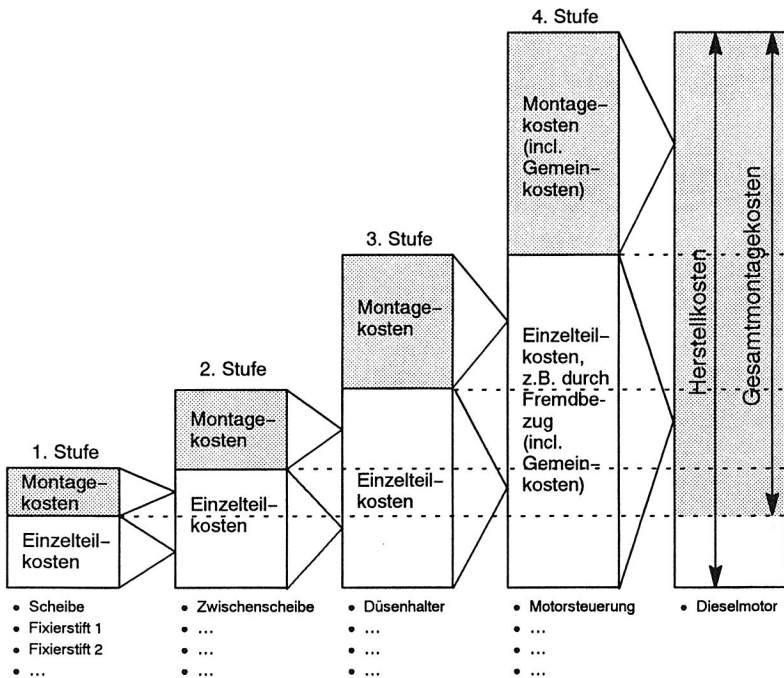 4. Stufe
Montage-
kosten
(incl.
Gemein-
kosten)
3. Stufe
Montage-
kosten
Einzelteil-
kosten,
z.B. durch
Fremdbe-
zug
(incl.
Gemein-
kosten)
Herstellkosten
Gesamtmontagekosten
2. Stufe
Montage-
kosten
Einzelteil-
kosten
1. Stufe
Montage-
kosten
Einzelteil-
kosten
Einzelteil-
kosten
• Scheibe
• Fixierstift 1
• Fixierstift 2
• ...
• Zwischenscheibe
• ...
• ...
• ...
• Düsenhalter
• ...
• ...
• ...
• Motorsteuerung
• ...
• ...
• ...
• Dieselmotor